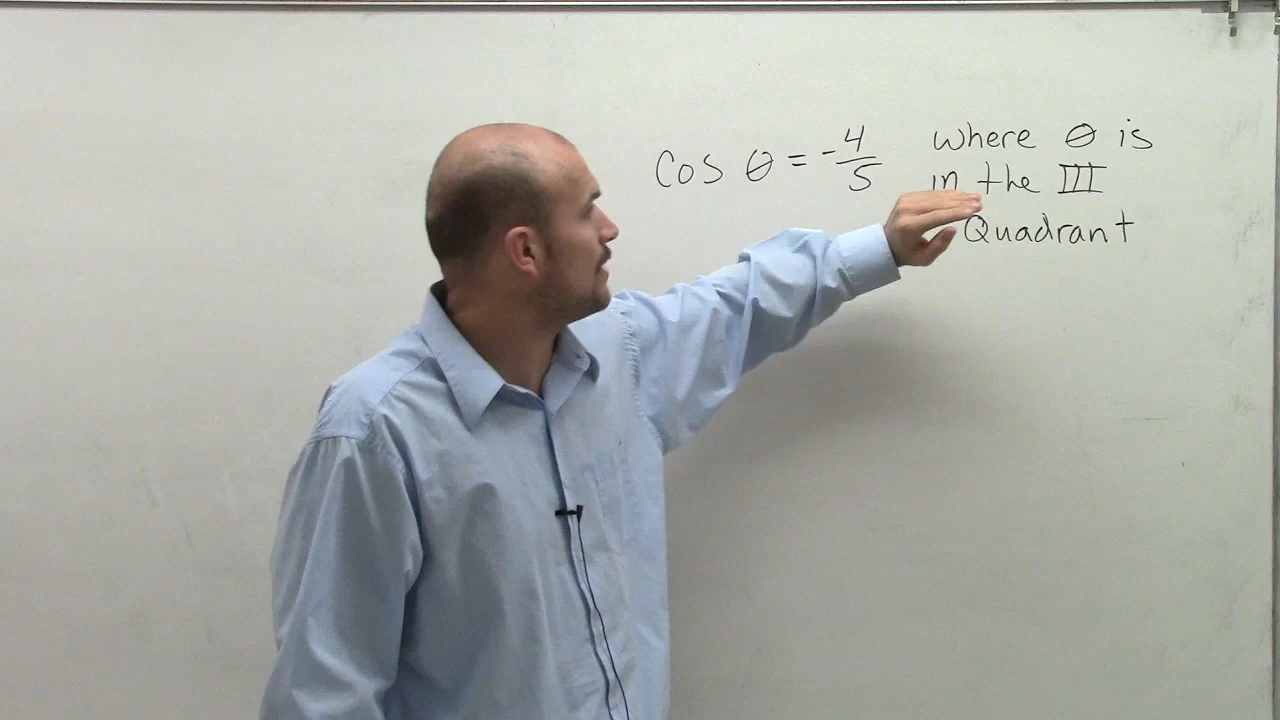 cos θ = -4/5 where θ is
in the III
Quadrant